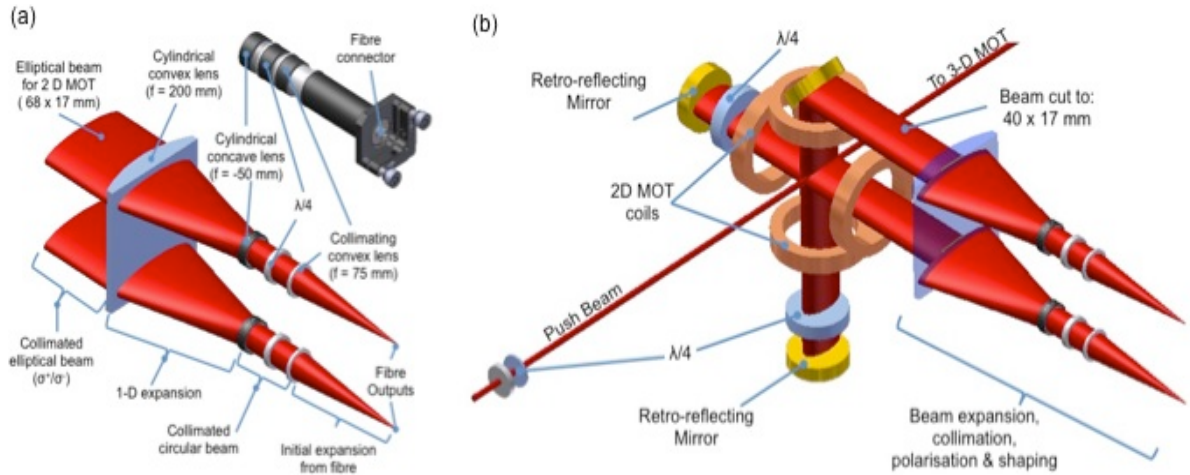 (a)
Elliptical beam
for 2 D MOT
( 68 x 17 mm)
Cylindrical
convex lens
(f = 200 mm)
Fibre
connector
Cylindrical
concave lens
(f = -50 mm)
λ/4
Collimating
convex lens
(f = 75 mm)
Collimated
elliptical beam
(σ⁺/σ⁻)
1-D expansion
Collimated
circular beam
Initial expansion
from fibre
Fibre
Outputs
(b)
λ/4
Retro-reflecting
Mirror
To 3-D MOT
Beam cut to:
40 x 17 mm
2D MOT
coils
Push Beam
λ/4
Retro-reflecting
Mirror
Beam expansion,
collimation,
polarisation & shaping